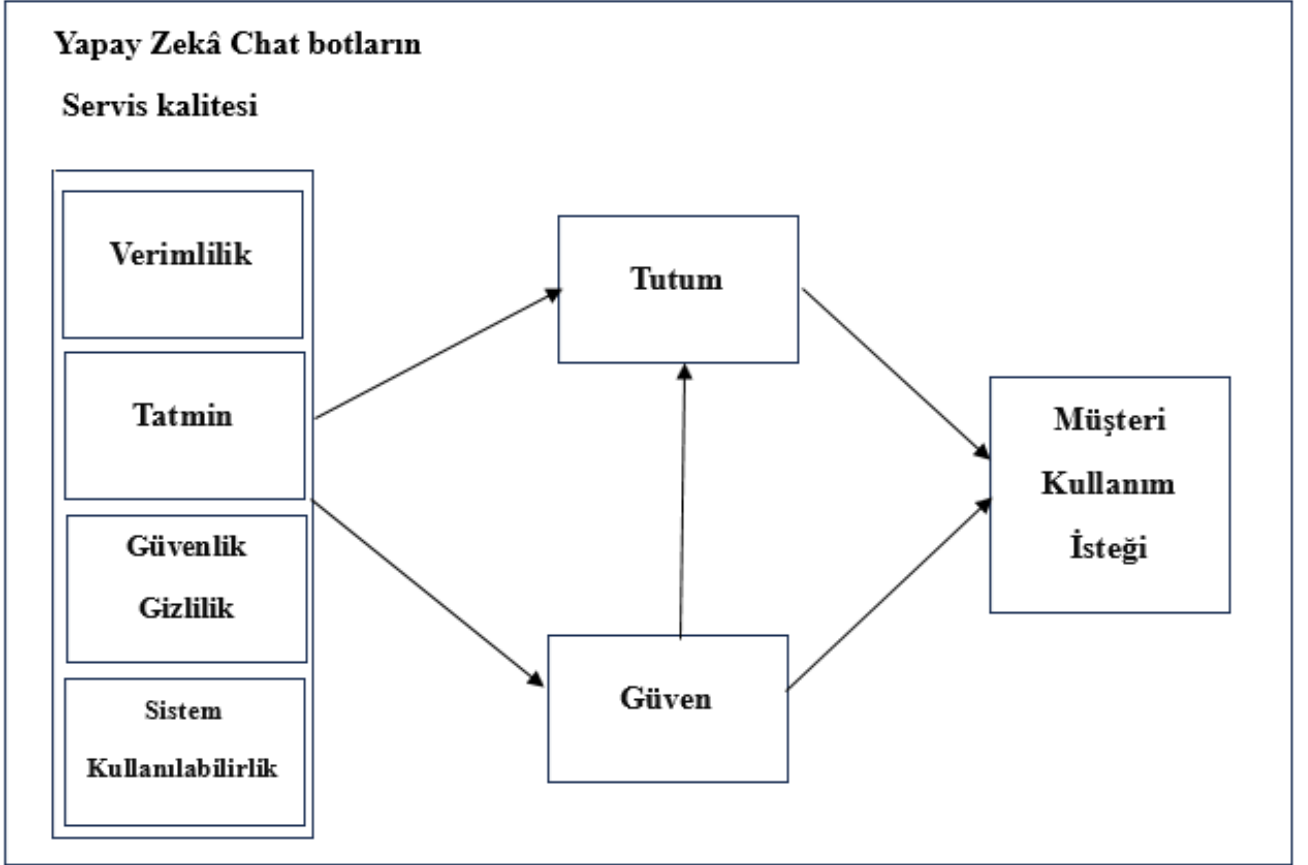 Yapay Zekâ Chat botların
Servis kalitesi
Verimlilik
Tatmin
Güvenlik
Gizlilik
Sistem
Kullanılabilirlik
Tutum
Güven
Müşteri
Kullanım
İsteği